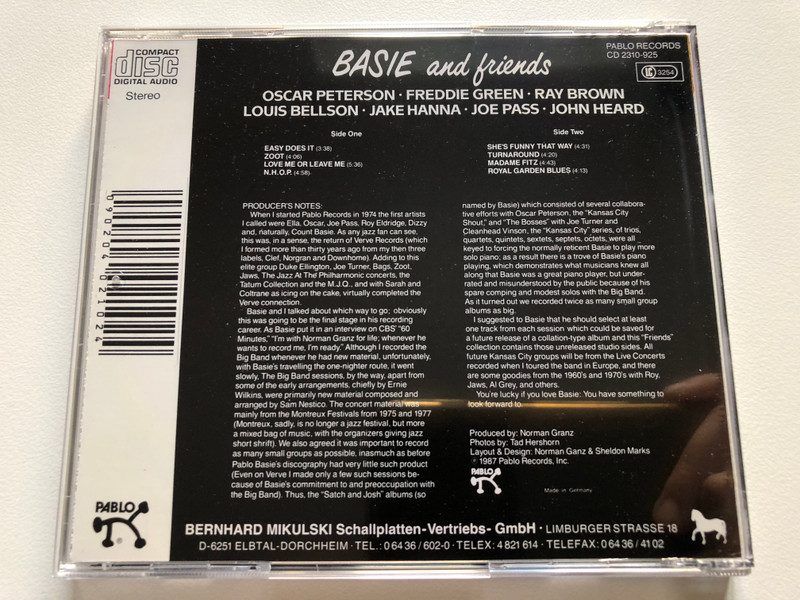 COMPACT
disc
DIGITAL AUDIO
Stereo
BASIE and friends
PABLO RECORDS
CD 2310-925
LC 3254
OSCAR PETERSON · FREDDIE GREEN · RAY BROWN
LOUIS BELLSON · JAKE HANNA · JOE PASS · JOHN HEARD
Side One
EASY DOES IT (3:38)
ZOOT (4:06)
LOVE ME OR LEAVE ME (5:36)
N.H.O.P. (4:58)
Side Two
SHE'S FUNNY THAT WAY (4:31)
TURNAROUND (4:20)
MADAME FITZ (4:43)
ROYAL GARDEN BLUES (4:13)
PRODUCER'S NOTES:
When I started Pablo Records in 1974 the first artists
I called were Ella, Oscar, Joe Pass, Roy Eldridge, Dizzy
and, naturally, Count Basie. As any jazz fan can see,
this was, in a sense, the return of Verve Records (which
I formed more than thirty years ago from my then three
labels, Clef, Norgran and Downhome). Adding to this
elite group Duke Ellington, Joe Turner, Bags, Zoot,
Jaws, The Jazz At The Philharmonic concerts, the
Tatum Collection and the M.J.Q., and with Sarah and
Coltrane as icing on the cake, virtually completed the
Verve connection.
Basie and I talked about which way to go; obviously
this was going to be the final stage in his recording
career. As Basie put it in an interview on CBS' "60
Minutes," "I'm with Norman Granz for life; whenever he
wants to record me, I'm ready." Although I recorded the
Big Band whenever he had new material, unfortunately,
with Basie's travelling the one-nighter route, it went
slowly. The Big Band sessions, by the way, apart from
some of the early arrangements, chiefly by Ernie
Wilkins, were primarily new material composed and
arranged by Sam Nestico. The concert material was
mainly from the Montreux Festivals from 1975 and 1977
(Montreux, sadly, is no longer a jazz festival, but more
a mixed bag of music, with the organizers giving jazz
short shrift). We also agreed it was important to record
as many small groups as possible, inasmuch as before
Pablo Basie's discography had very little such product
(Even on Verve I made only a few such sessions be-
cause of Basie's commitment to and preoccupation with
the Big Band). Thus, the "Satch and Josh" albums (so
named by Basie) which consisted of several collabora-
tive efforts with Oscar Peterson, the "Kansas City
Shout," and "The Bosses" with Joe Turner and
Cleanhead Vinson, the "Kansas City" series, of trios,
quartets, quintets, sextets, septets, octets, were all
keyed to forcing the normally reticent Basie to play more
solo piano; as a result there is a trove of Basie's piano
playing, which demonstrates what musicians knew all
along that Basie was a great piano player, but under-
rated and misunderstood by the public because of his
spare comping and modest solos with the Big Band.
As it turned out we recorded twice as many small group
albums as big.
I suggested to Basie that he should select at least
one track from each session which could be saved for
a future release of a collation-type album and this "Friends"
collection contains those unreleased studio sides. All
future Kansas City groups will be from the Live Concerts
recorded when I toured the band in Europe, and there
are some goodies from the 1960's and 1970's with Roy,
Jaws, Al Grey, and others.
You're lucky if you love Basie: You have something to
look forward to.
Produced by: Norman Granz
Photos by: Tad Hershorn
Layout & Design: Norman Ganz & Sheldon Marks
° 1987 Pablo Records, Inc.
PABLO
Made in Germany
0 90204 021024
PABLO
BERNHARD MIKULSKI Schallplatten-Vertriebs- GmbH · LIMBURGER STRASSE 18
D-6251 ELBTAL-DORCHHEIM · TEL.: 0 64 36 / 602-0 · TELEX: 4 821 614 · TELEFAX: 0 64 36 / 41 02